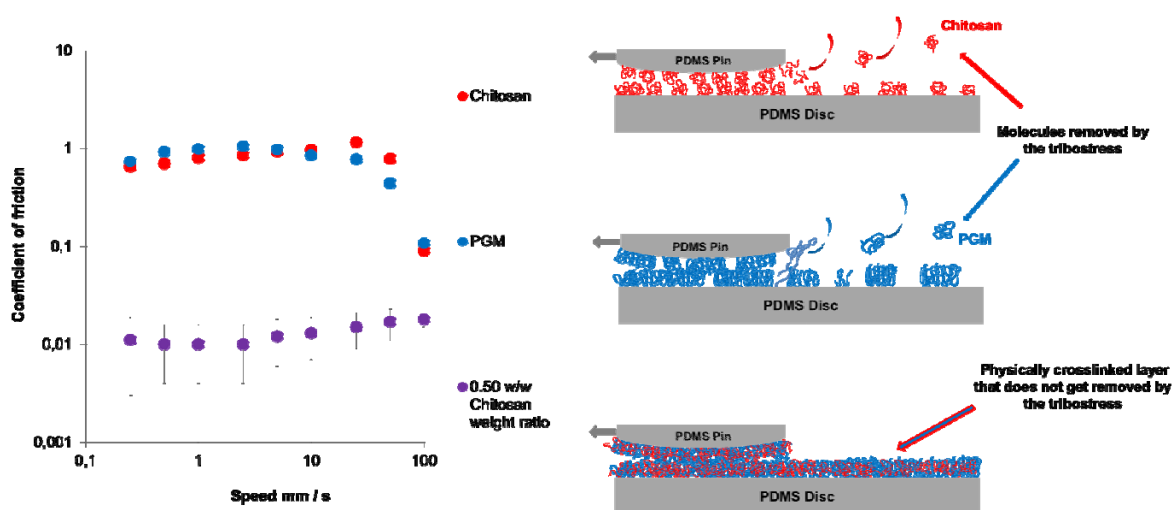 10
1
0,1
0,01
0,001
0,1
1
10
100
Coefficient of friction
Speed mm / s
Chitosan
PGM
0.50 w/w
Chitosan
weight ratio
Chitosan
PDMS Pin
PDMS Disc
Molecules removed by
the tribostress
PGM
PDMS Pin
PDMS Disc
Physically crosslinked layer
that does not get removed by
the tribostress
PDMS Pin
PDMS Disc